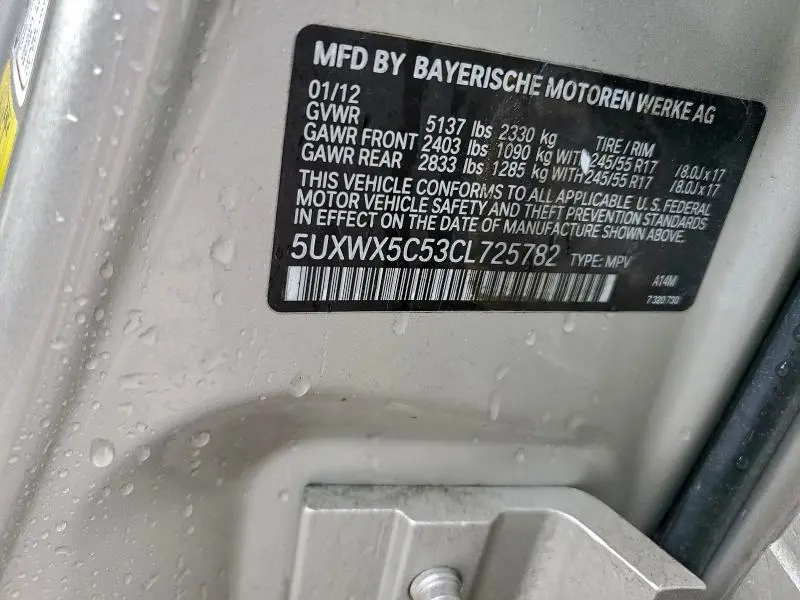 MFD BY BAYERISCHE MOTOREN WERKE AG
01/12
GVWR 5137 lbs 2330 kg TIRE / RIM
GAWR FRONT 2403 lbs 1090 kg WITH 245/55 R17 /8.0J x 17
GAWR REAR 2833 lbs 1285 kg WITH 245/55 R17 /8.0J x 17
THIS VEHICLE CONFORMS TO ALL APPLICABLE U.S. FEDERAL
MOTOR VEHICLE SAFETY AND THEFT PREVENTION STANDARDS
IN EFFECT ON THE DATE OF MANUFACTURE SHOWN ABOVE.
5UXWX5C53CL725782 TYPE: MPV
A14M
7 320 730